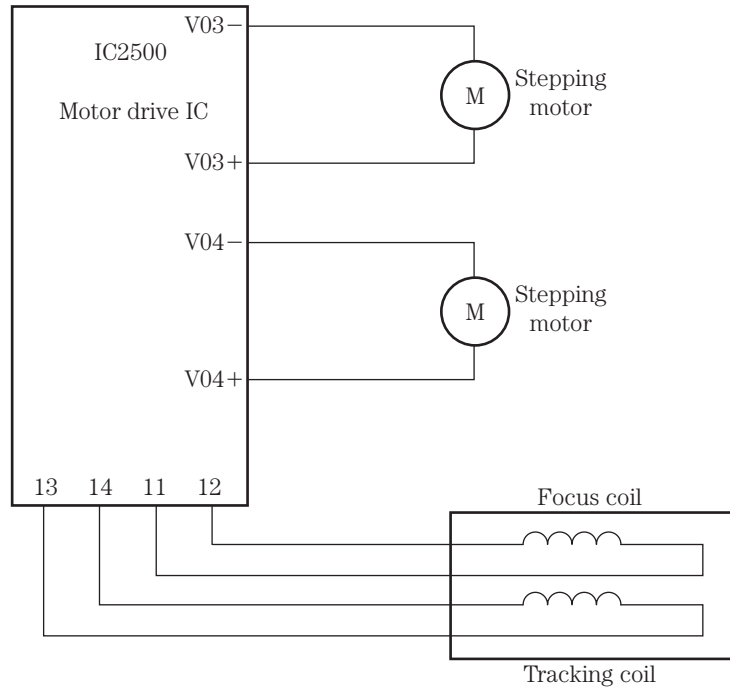 V03−
IC2500
Stepping
motor
M
Motor drive IC
V03+
V04−
Stepping
motor
M
V04+
13 14 11 12
Focus coil
Tracking coil